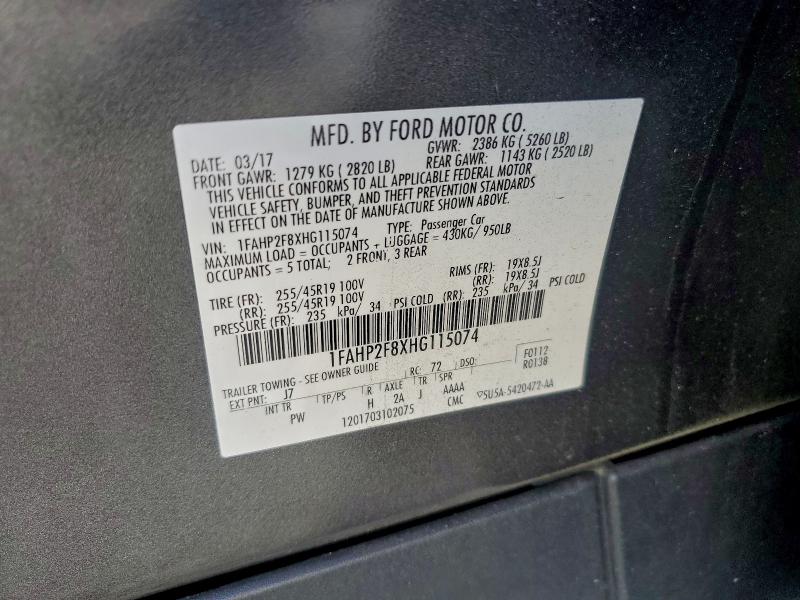 MFD. BY FORD MOTOR CO.
DATE: 03/17 GVWR: 2386 KG ( 5260 LB)
FRONT GAWR: 1279 KG ( 2820 LB) REAR GAWR: 1143 KG ( 2520 LB)
THIS VEHICLE CONFORMS TO ALL APPLICABLE FEDERAL MOTOR
VEHICLE SAFETY, BUMPER, AND THEFT PREVENTION STANDARDS
IN EFFECT ON THE DATE OF MANUFACTURE SHOWN ABOVE.
VIN: 1FAHP2F8XHG115074 TYPE: Passenger Car
MAXIMUM LOAD = OCCUPANTS + LUGGAGE = 430KG/ 950LB
OCCUPANTS = 5 TOTAL; 2 FRONT, 3 REAR
TIRE (FR): 255/45R19 100V RIMS (FR): 19X8.5J
(RR): 255/45R19 100V (RR): 19X8.5J
PRESSURE (FR): 235 kPa/ 34 PSI COLD (RR): 235 kPa/ 34 PSI COLD
1FAHP2F8XHG115074
TRAILER TOWING - SEE OWNER GUIDE RC: 72 DSO: F0112
EXT PNT: J7 R0138
INT TR TP/PS R AXLE TR SPR
PW H 2A J AAAA
1201703102075 CMC ▽5U5A-5420472-AA